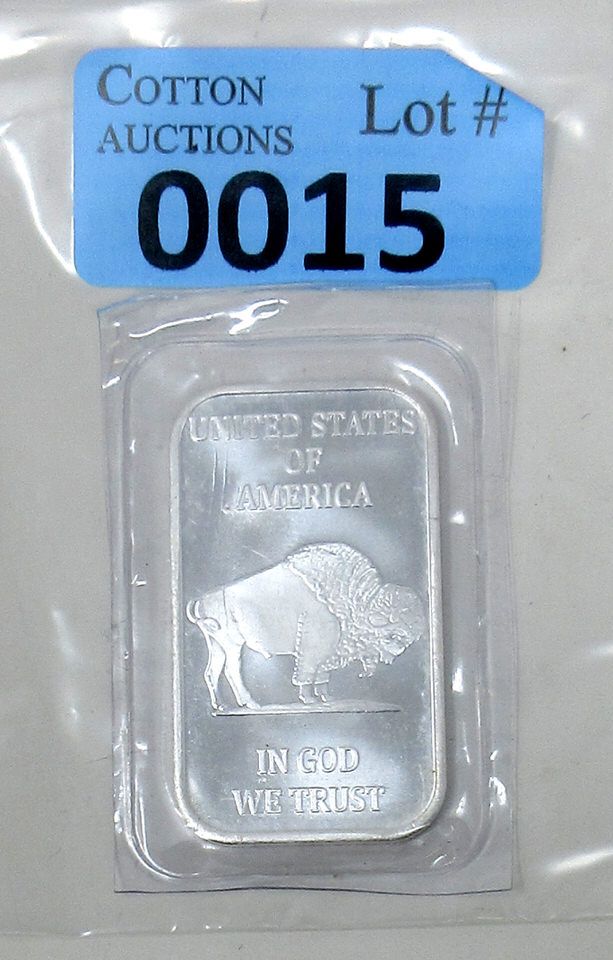 COTTON
AUCTIONS
Lot #
0015
UNITED STATES
OF
AMERICA
IN GOD
WE TRUST